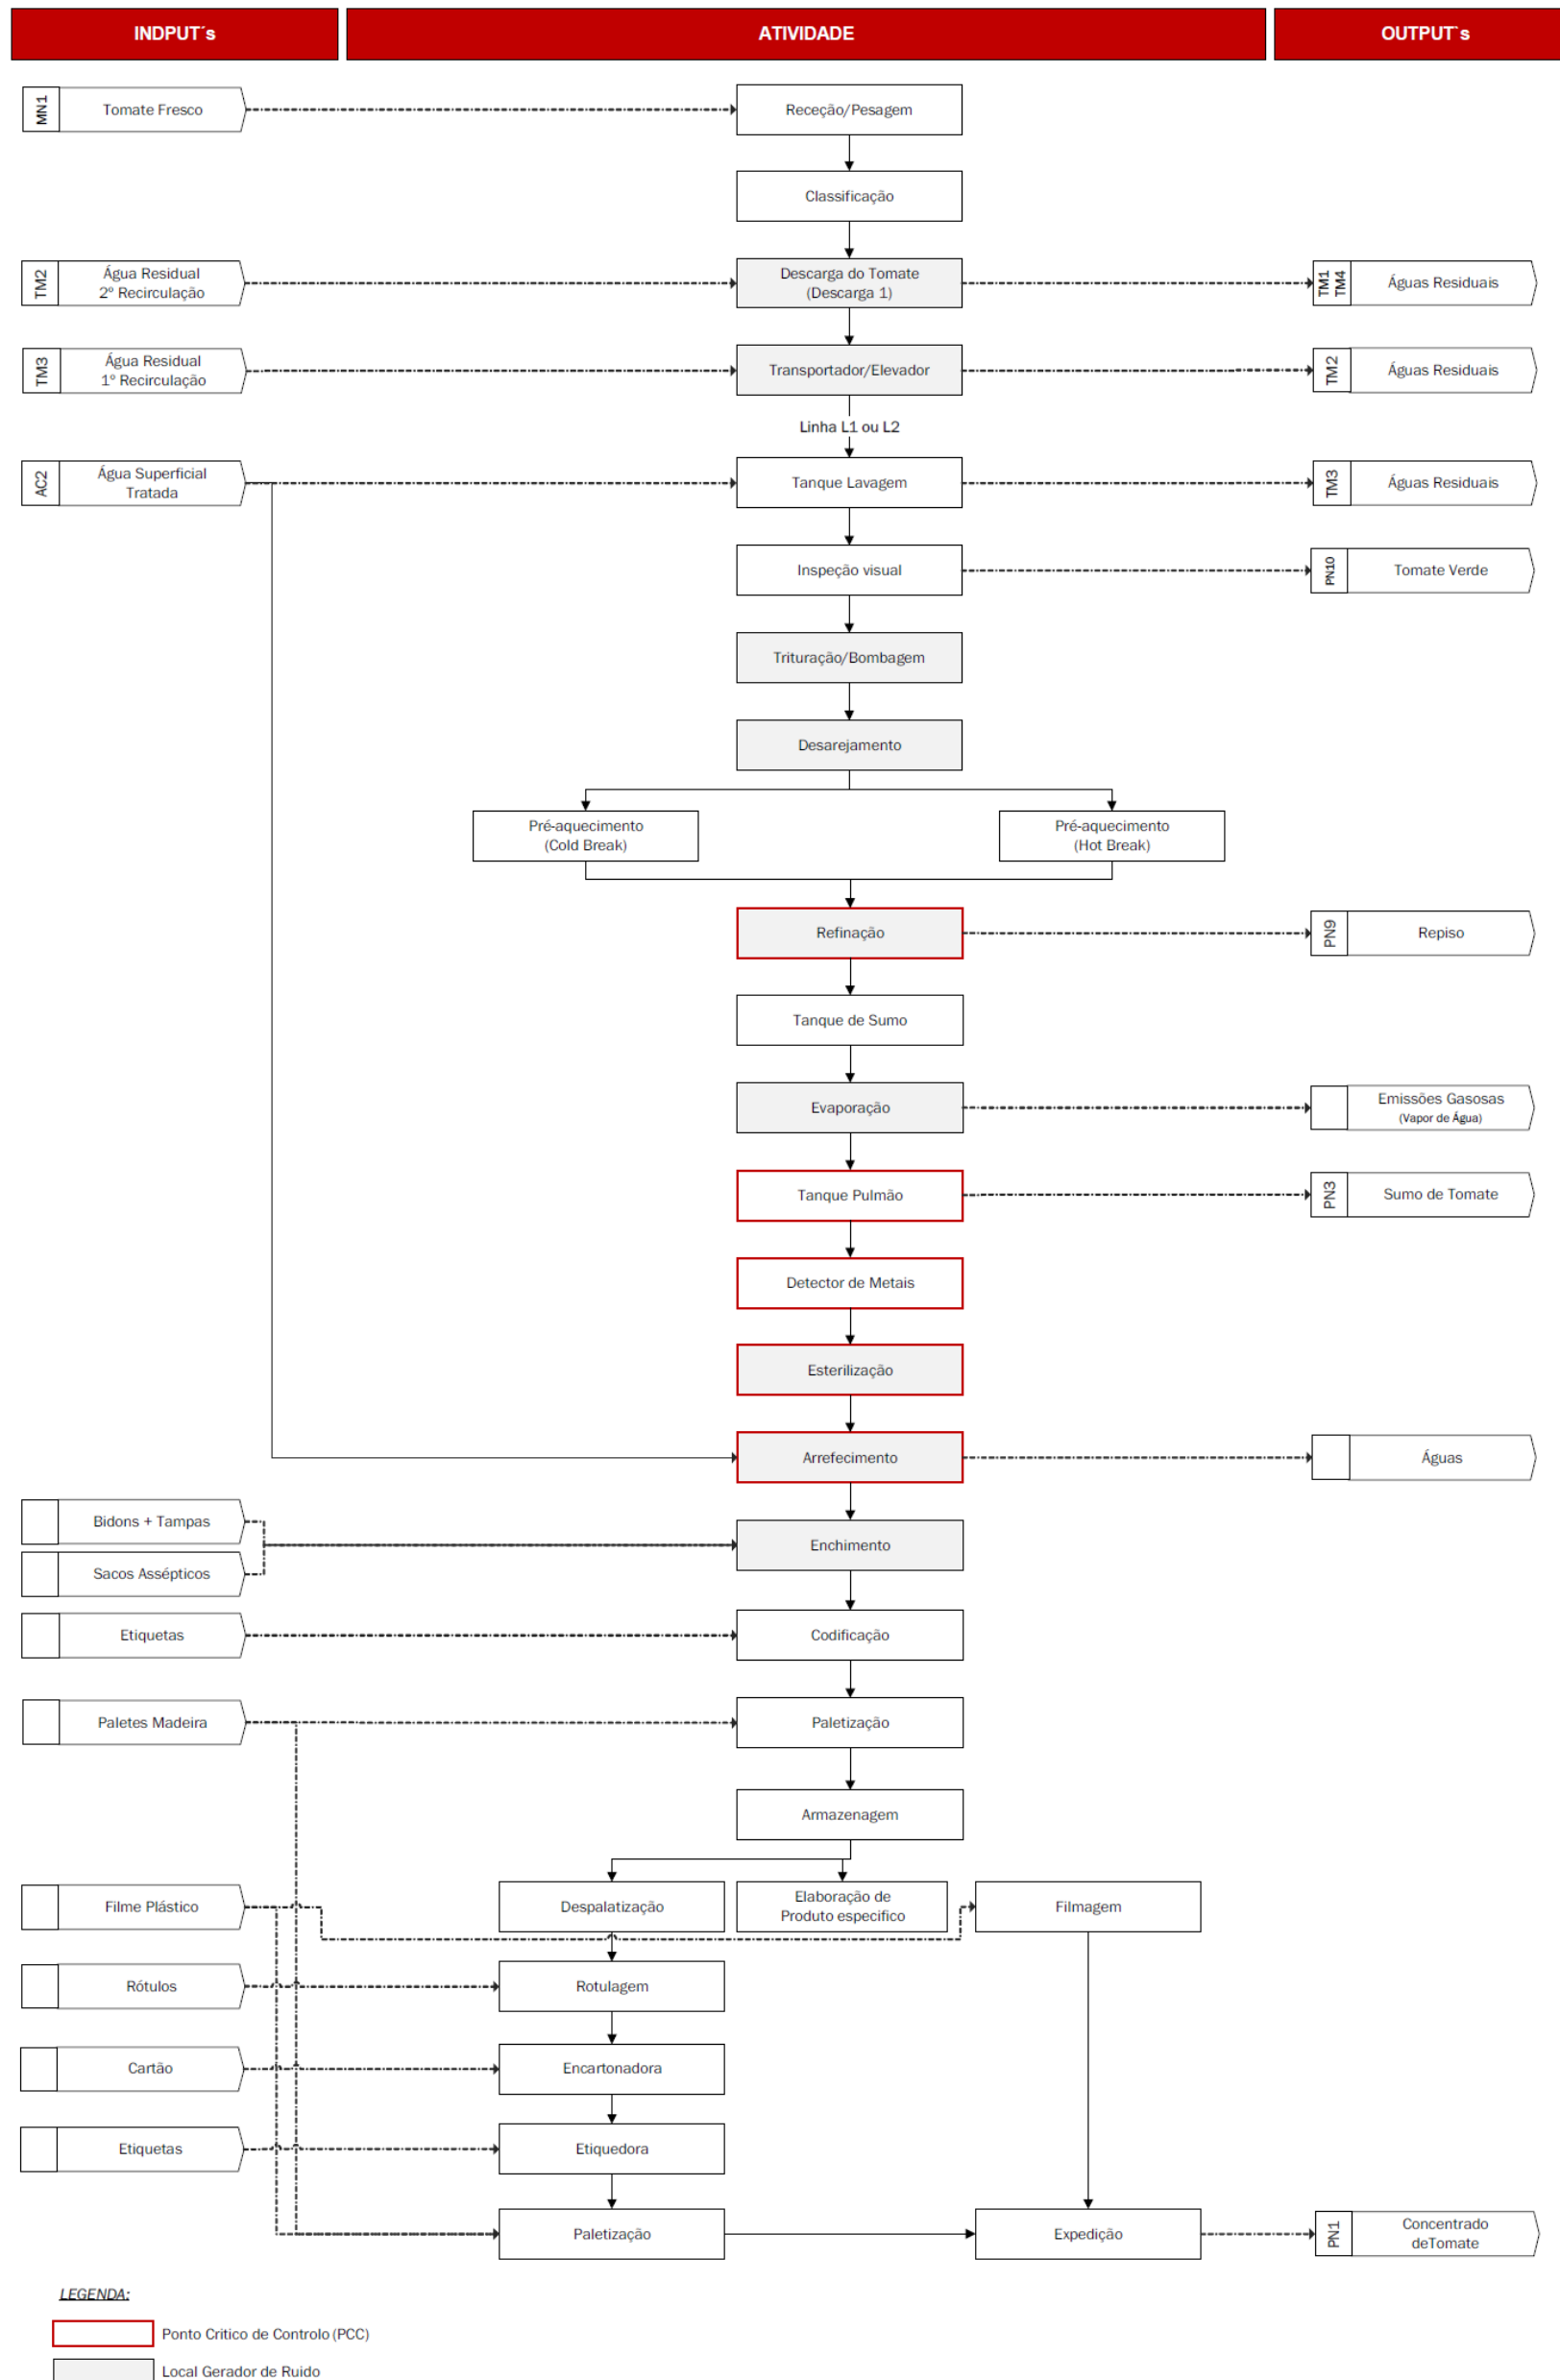 INDPUT´s
ATIVIDADE
OUTPUT`s
MN1
Tomate Fresco
Receção/Pesagem
Classificação
TM2
Água Residual
2º Recirculação
Descarga do Tomate
(Descarga 1)
TM1
TM4
Águas Residuais
TM3
Água Residual
1º Recirculação
Transportador/Elevador
TM2
Águas Residuais
Linha L1 ou L2
AC2
Água Superficial
Tratada
Tanque Lavagem
TM3
Águas Residuais
Inspeção visual
PN10
Tomate Verde
Trituração/Bombagem
Desarejamento
Pré-aquecimento
(Cold Break)
Pré-aquecimento
(Hot Break)
Refinação
PN9
Repiso
Tanque de Sumo
Evaporação
Emissões Gasosas
(Vapor de Água)
Tanque Pulmão
PN3
Sumo de Tomate
Detector de Metais
Esterilização
Arrefecimento
Águas
Bidons + Tampas
Enchimento
Sacos Assépticos
Etiquetas
Codificação
Paletes Madeira
Paletização
Armazenagem
Filme Plástico
Despalatização
Elaboração de
Produto especifico
Filmagem
Rótulos
Rotulagem
Cartão
Encartonadora
Etiquetas
Etiquedora
Paletização
Expedição
PN1
Concentrado
deTomate
LEGENDA:
Ponto Critico de Controlo (PCC)
Local Gerador de Ruido